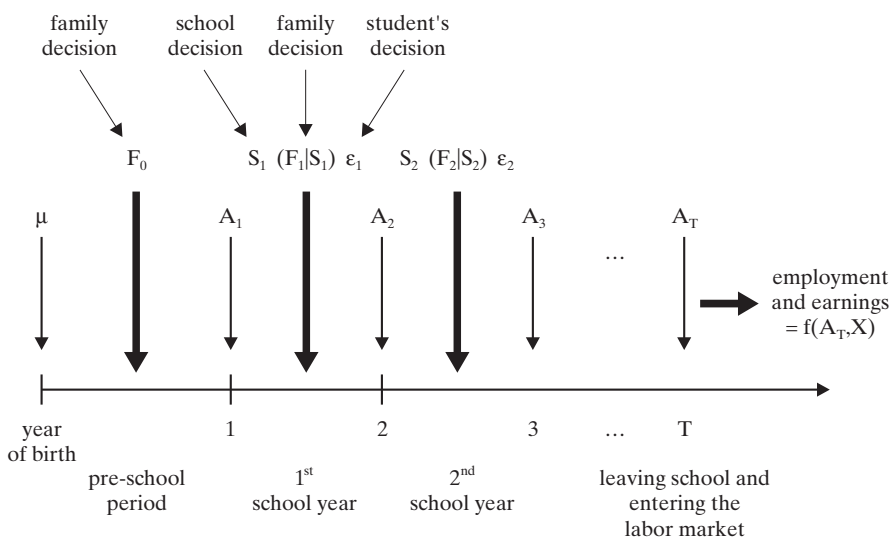 family decision
school decision
family decision
student's decision
F₀
S₁ (F₁|S₁) ε₁
S₂ (F₂|S₂) ε₂
μ
A₁
A₂
A₃
...
A_T
employment
and earnings
= f(A_T,X)
year of birth
1
2
3
...
T
pre-school period
1st school year
2nd school year
leaving school and
entering the
labor market